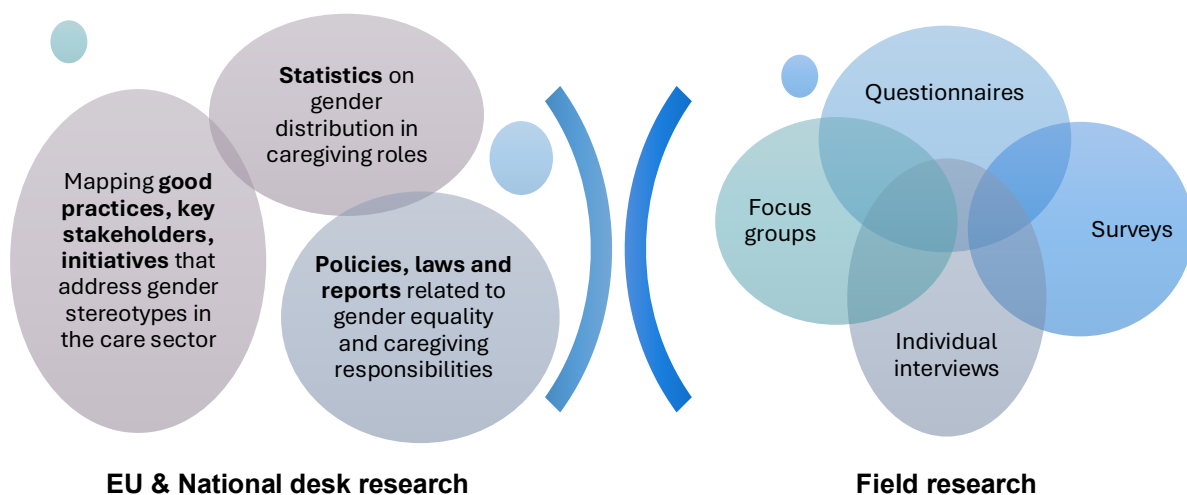 Statistics on
gender
distribution in
caregiving roles
Mapping good
practices, key
stakeholders,
initiatives that
address gender
stereotypes in
the care sector
Policies, laws and
reports related to
gender equality
and caregiving
responsibilities
EU & National desk research
Questionnaires
Focus
groups
Surveys
Individual
interviews
Field research